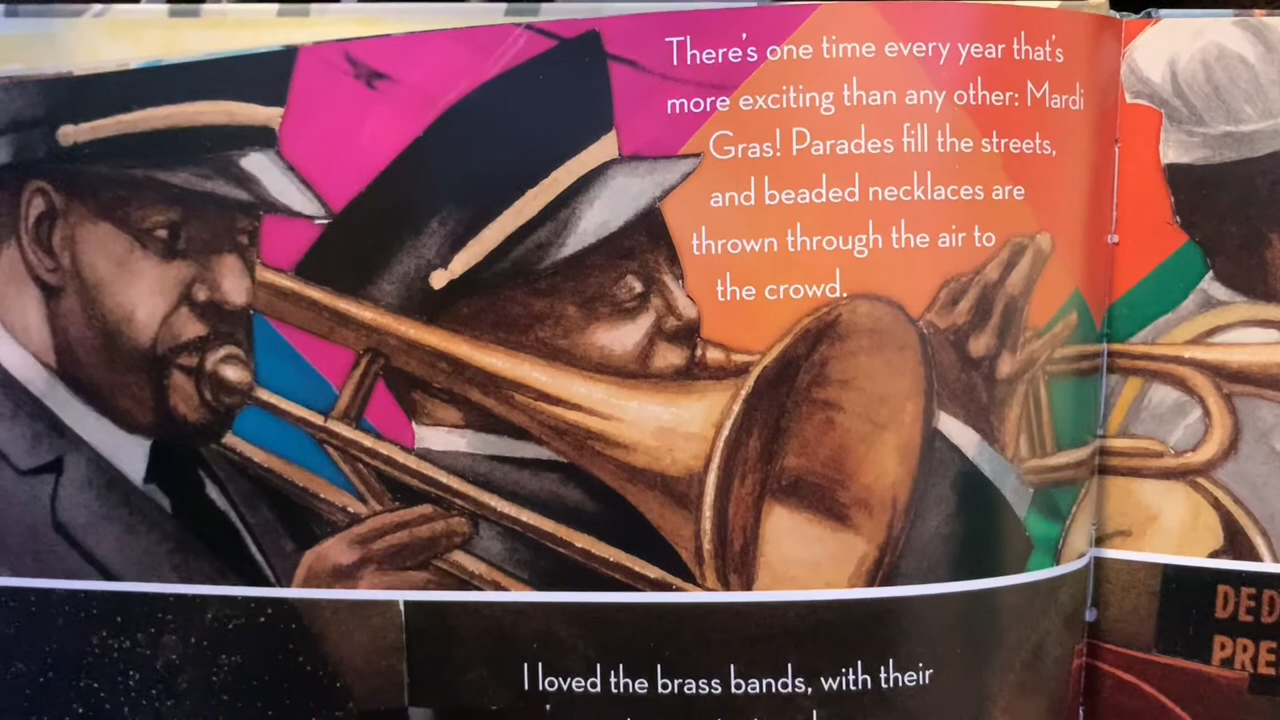 There's one time every year that's
more exciting than any other: Mardi
Gras! Parades fill the streets,
and beaded necklaces are
thrown through the air to
the crowd.
I loved the brass bands, with their
DED
PRE